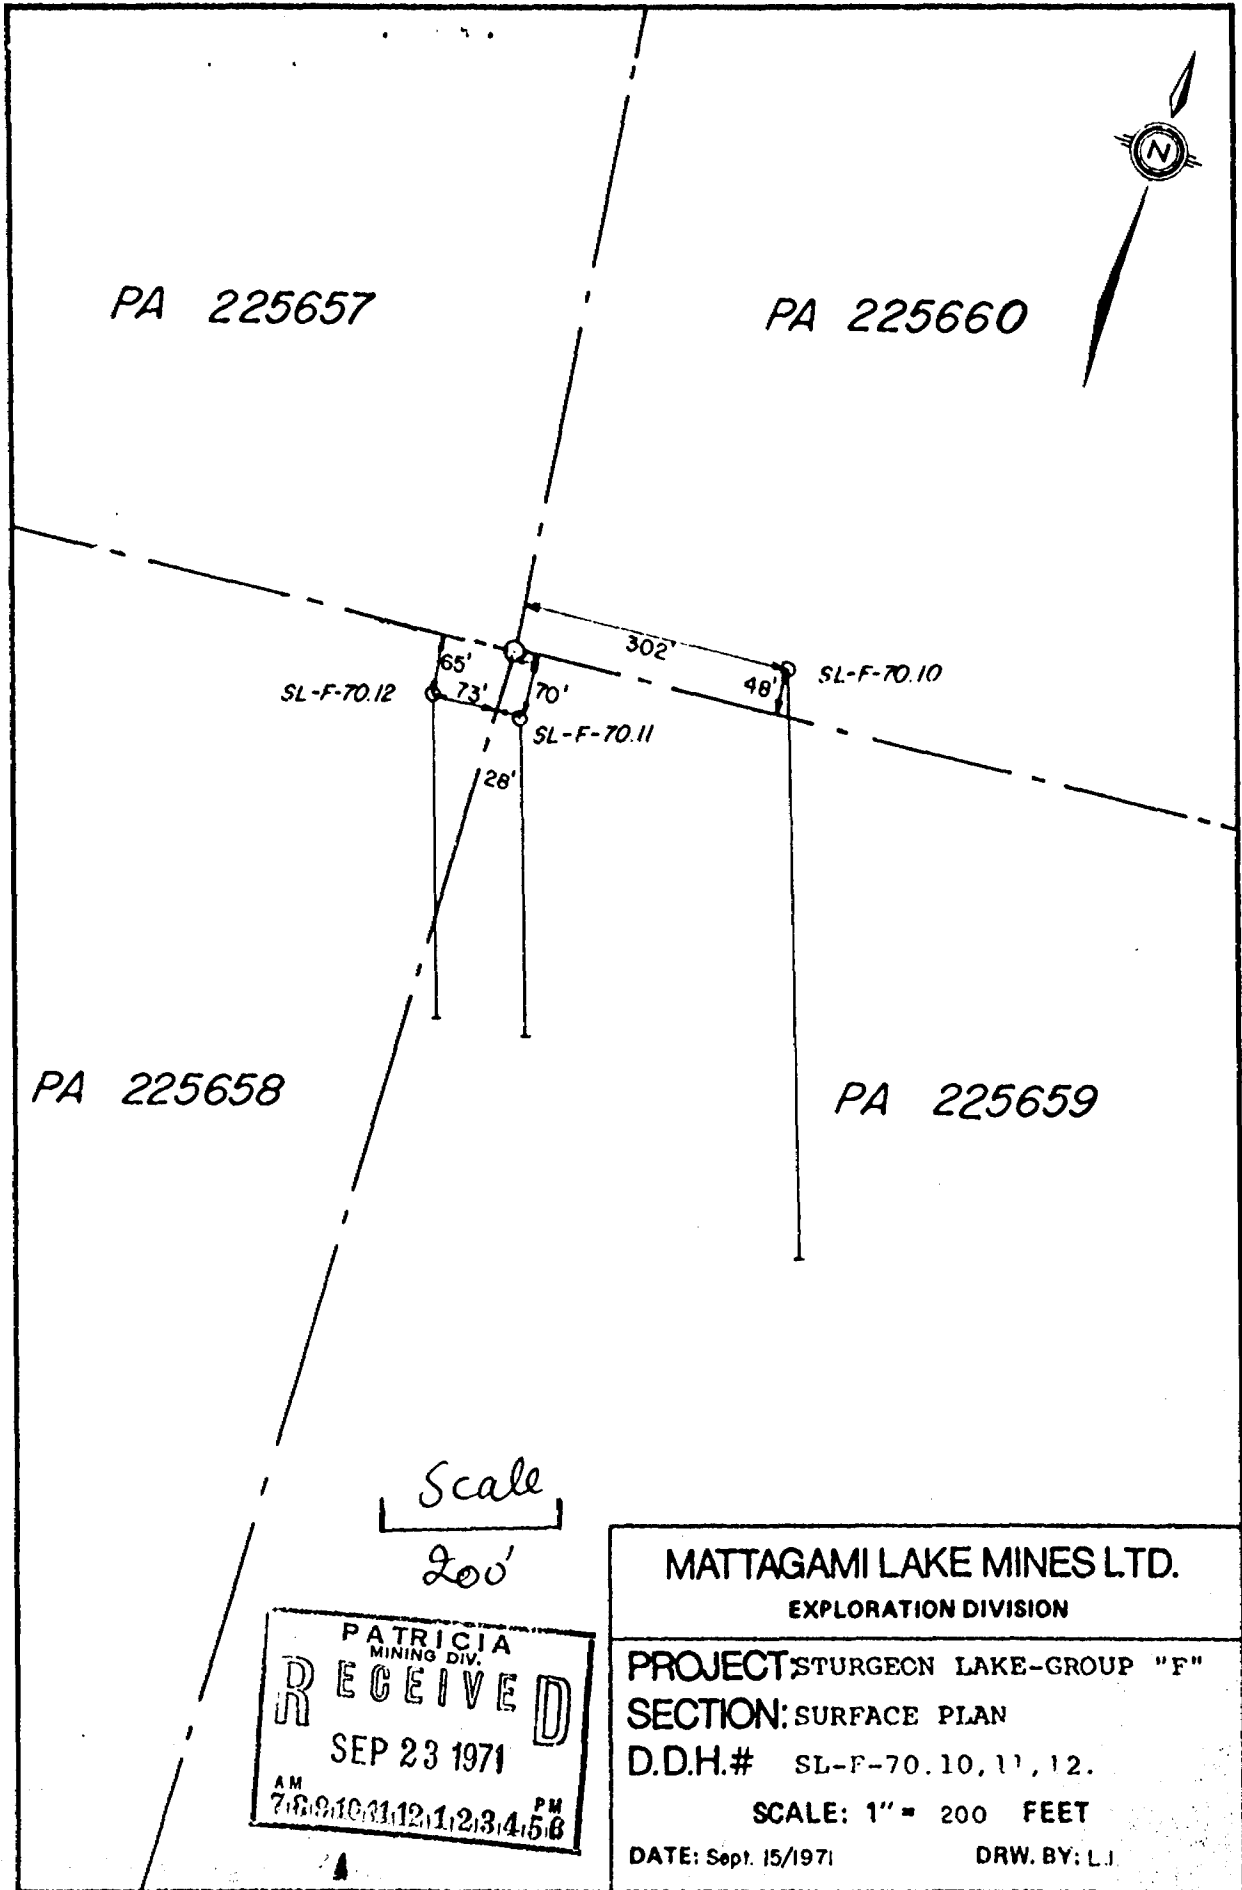 N
PA 225657
PA 225660
302'
65'
48'
SL-F-70.10
SL-F-70.12
73'
70'
SL-F-70.11
28'
PA 225658
PA 225659
Scale
200'
MATTAGAMI LAKE MINES LTD.
EXPLORATION DIVISION
PROJECT: STURGEON LAKE-GROUP "F"
SECTION: SURFACE PLAN
D.D.H.# SL-F-70.10, 11, 12.
SCALE: 1" = 200 FEET
DATE: Sept. 15/1971 DRW. BY: L.I.
PATRICIA
MINING DIV.
RECEIVED
SEP 23 1971
AM PM
7,8,9,10,11,12,1,2,3,4,5,6